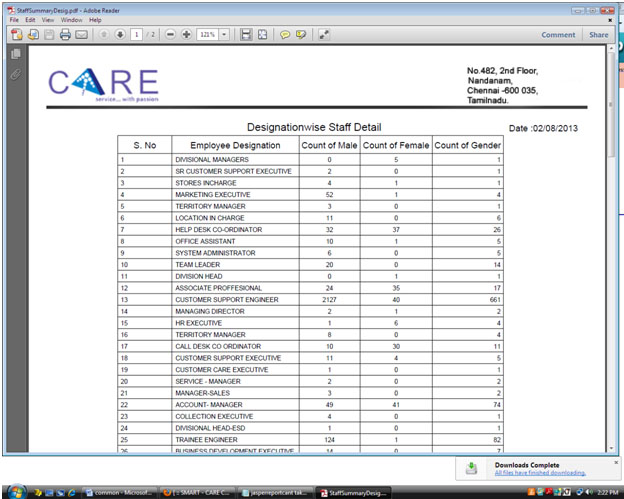 StaffSummaryDesig.pdf - Adobe Reader
File Edit View Window Help
1 / 2 121% Comment Share
CARE
service... with passion
No.482, 2nd Floor,
Nandanam,
Chennai -600 035,
Tamilnadu.
Designationwise Staff Detail
Date :02/08/2013
S. No Employee Designation Count of Male Count of Female Count of Gender
1 DIVISIONAL MANAGERS 0 5 1
2 SR CUSTOMER SUPPORT EXECUTIVE 2 0 1
3 STORES INCHARGE 4 1 1
4 MARKETING EXECUTIVE 52 1 4
5 TERRITORY MANAGER 3 0 1
6 LOCATION IN CHARGE 11 0 6
7 HELP DESK CO-ORDINATOR 32 37 26
8 OFFICE ASSISTANT 10 1 5
9 SYSTEM ADMINISTRATOR 6 0 5
10 TEAM LEADER 20 0 14
11 DIVISION HEAD 0 1 1
12 ASSOCIATE PROFFESIONAL 24 35 17
13 CUSTOMER SUPPORT ENGINEER 2127 40 661
14 MANAGING DIRECTOR 2 1 2
15 HR EXECUTIVE 1 6 4
16 TERRITORY MANAGER 8 0 4
17 CALL DESK CO ORDINATOR 10 30 11
18 CUSTOMER SUPPORT EXECUTIVE 11 4 5
19 CUSTOMER CARE EXECUTIVE 1 0 1
20 SERVICE - MANAGER 2 0 2
21 MANAGER-SALES 3 0 2
22 ACCOUNT- MANAGER 49 41 74
23 COLLECTION EXECUTIVE 4 0 1
24 DIVISIONAL HEAD-ESD 1 0 1
25 TRAINEE ENGINEER 124 1 82
26 BUSINESS DEVELOPMENT EXECUTIVE 14 0 7
Downloads Complete
All files have finished downloading.
common - Microsof... [ :: SMART - CARE C... jasperreportcant tak... StaffSummaryDesig.... 2:22 PM